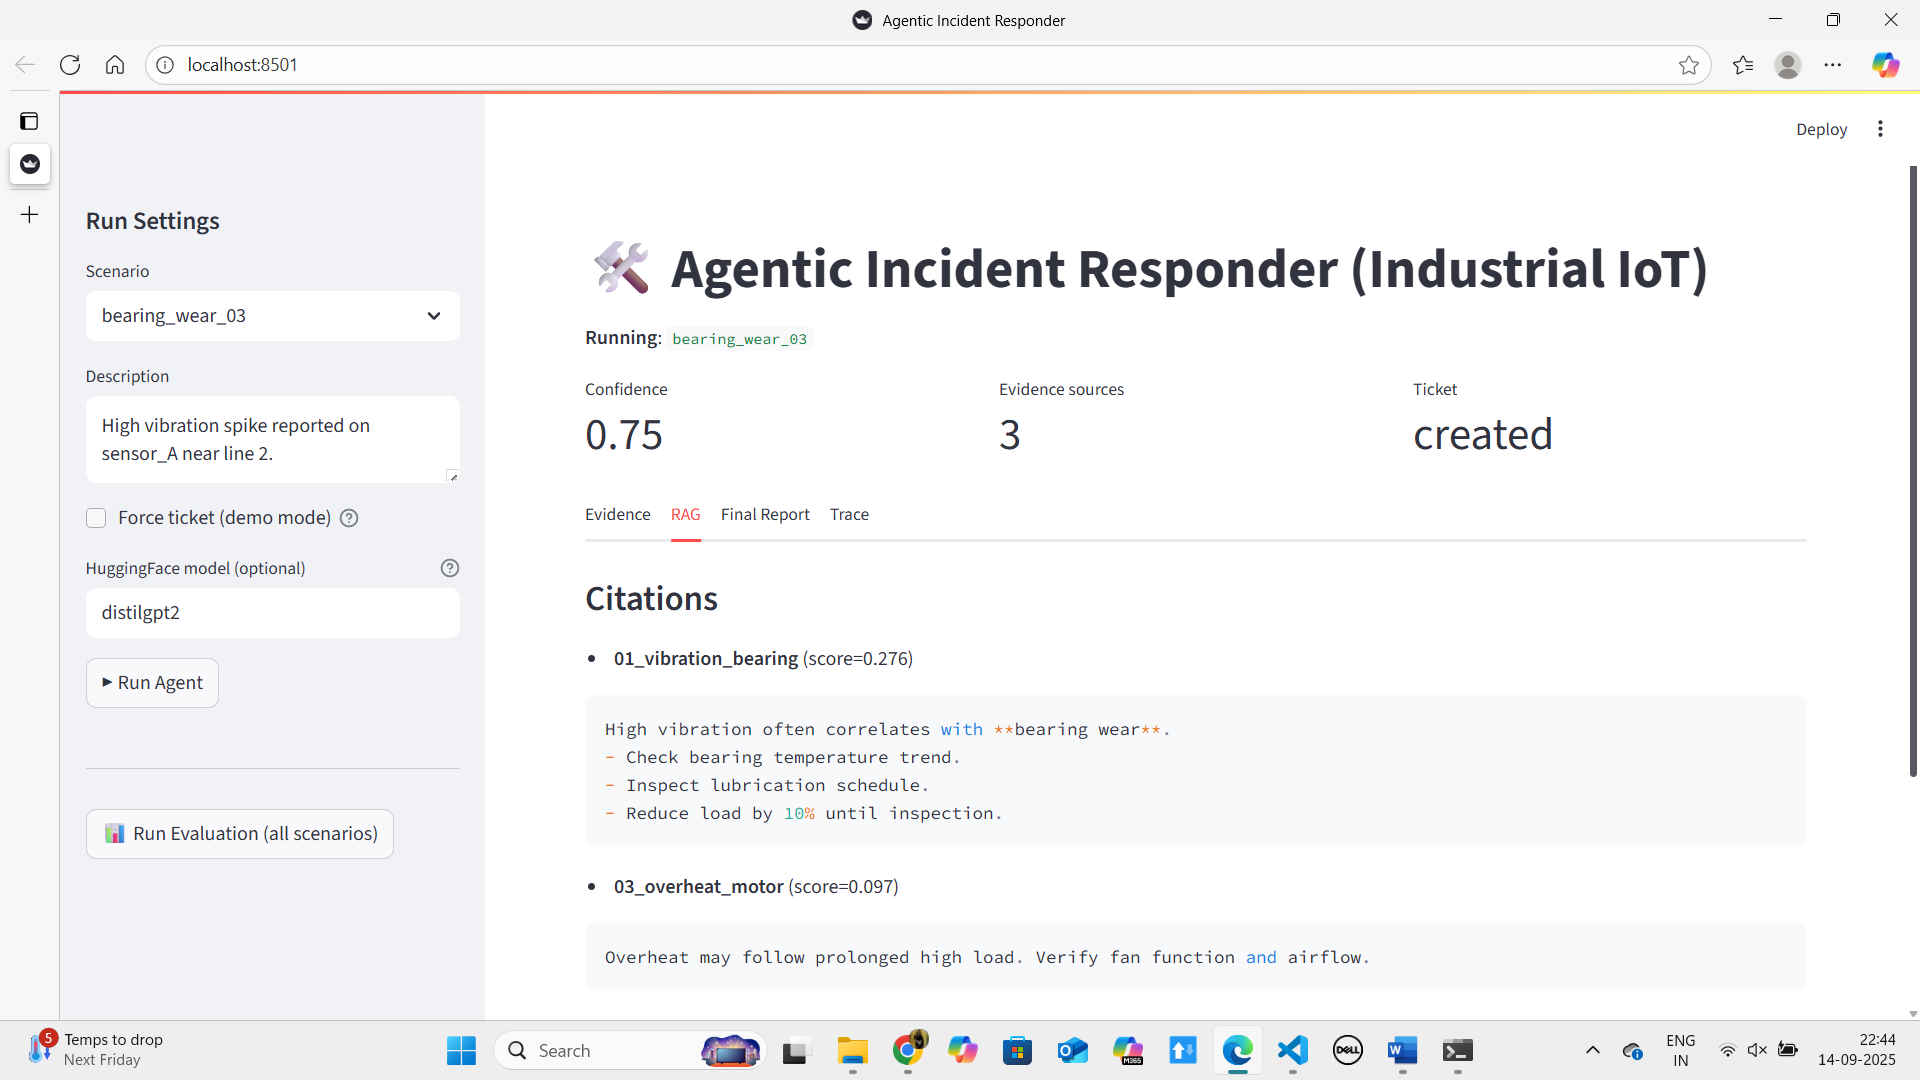 Agentic Incident Responder
localhost:8501
Deploy
Run Settings
Scenario
bearing_wear_03
Description
High vibration spike reported on
sensor_A near line 2.
Force ticket (demo mode)
HuggingFace model (optional)
distilgpt2
Run Agent
Run Evaluation (all scenarios)
Agentic Incident Responder (Industrial IoT)
Running: bearing_wear_03
Confidence
0.75
Evidence sources
3
Ticket
created
Evidence RAG Final Report Trace
Citations
• 01_vibration_bearing (score=0.276)
High vibration often correlates with **bearing wear**.
- Check bearing temperature trend.
- Inspect lubrication schedule.
- Reduce load by 10% until inspection.
• 03_overheat_motor (score=0.097)
Overheat may follow prolonged high load. Verify fan function and airflow.
5
Temps to drop
Next Friday
Search
M365
DELL
ENG
IN
22:44
14-09-2025